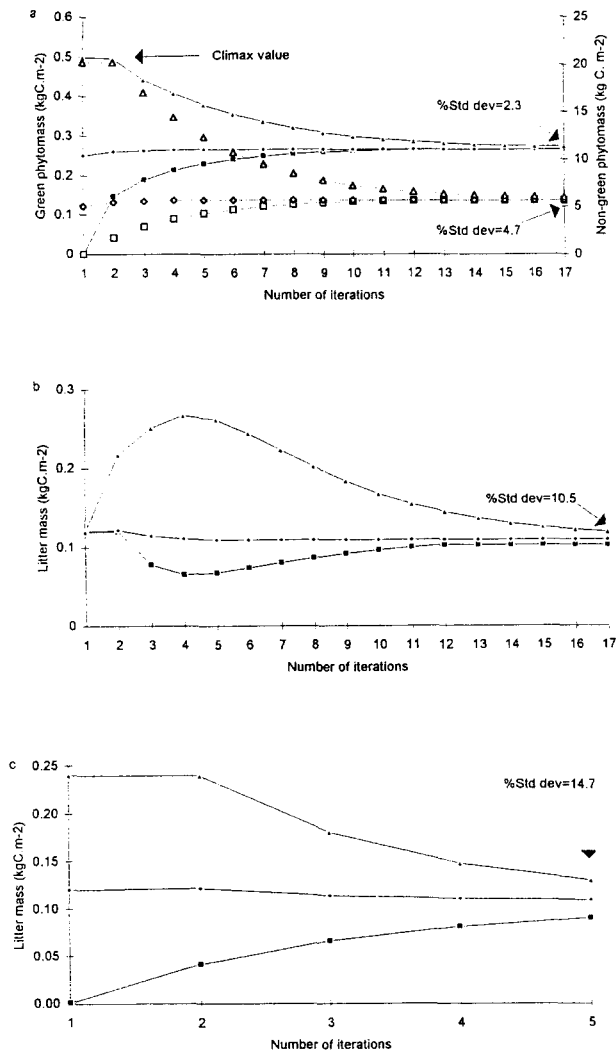 a
0.6
0.5
0.4
0.3
0.2
0.1
0
25
20
15
10
5
0
Green phytomass (kgC.m-2)
Non-green phytomass (kg C. m-2)
Climax value
%Std dev=2.3
%Std dev=4.7
1 2 3 4 5 6 7 8 9 10 11 12 13 14 15 16 17
Number of iterations
b
0.3
0.2
0.1
0
Litter mass (kgC.m-2)
%Std dev=10.5
1 2 3 4 5 6 7 8 9 10 11 12 13 14 15 16 17
Number of iterations
c
0.25
0.20
0.15
0.10
0.05
0.00
Litter mass (kgC.m-2)
%Std dev=14.7
1 2 3 4 5
Number of iterations